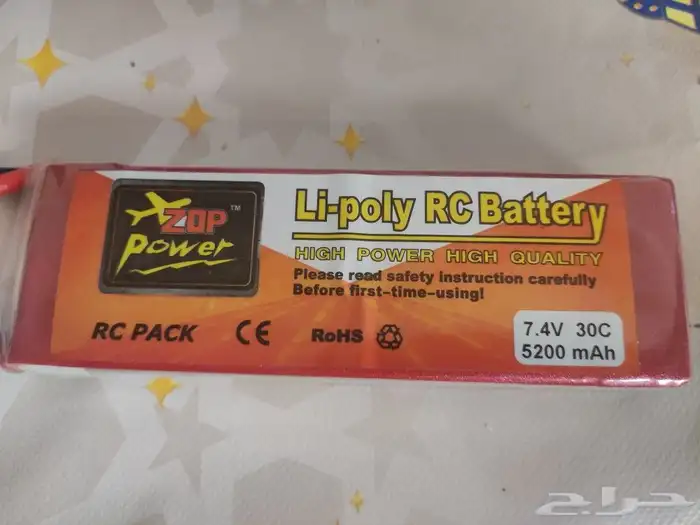 ZOP™
power
Li-poly RC Battery
HIGH POWER HIGH QUALITY
Please read safety instruction carefully
Before first-time-using!
RC PACK CE RoHS
7.4V 30C
5200 mAh
حراج